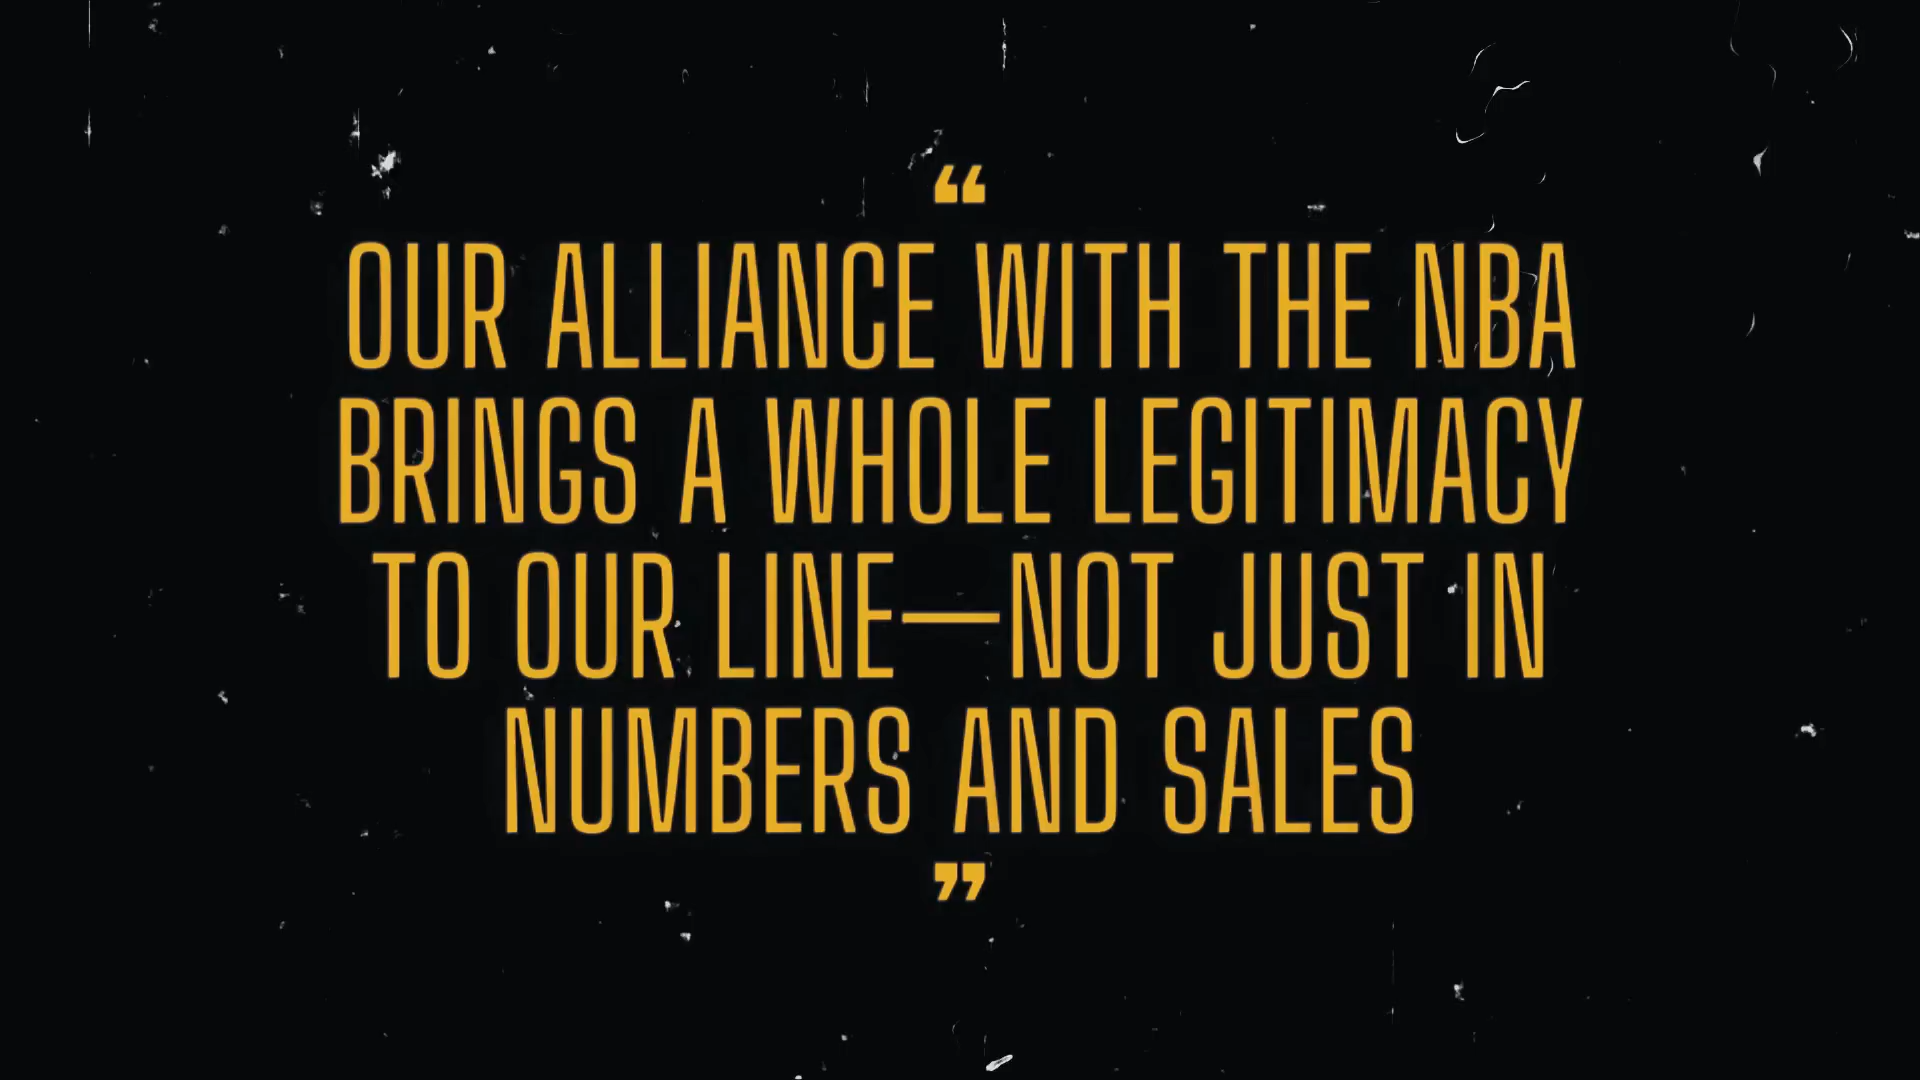 “
OUR ALLIANCE WITH THE NBA
BRINGS A WHOLE LEGITIMACY
TO OUR LINE—NOT JUST IN
NUMBERS AND SALES
”